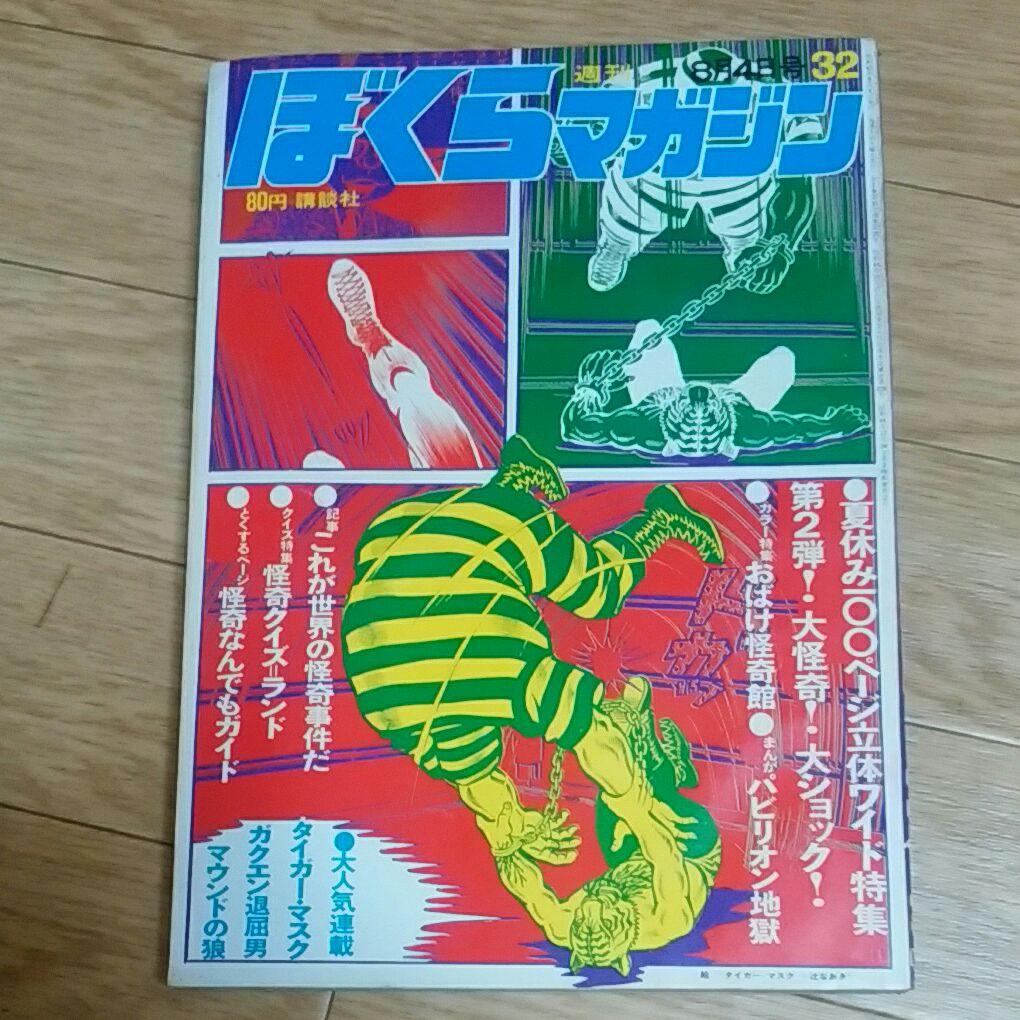 週刊
8月4日号 32
ぼくらマガジン
80円 講談社
●夏休み一〇〇ページ立体ワイド特集
第2弾!大怪奇!大ショック!
●カラー特集 おばけ怪奇館 ●まんが パビリオン地獄
●記事 これが世界の怪奇事件だ
●クイズ特集 怪奇クイズ=ランド
●とくするページ 怪奇なんでもガイド
●大人気連載
タイガーマスク
ガクエン退屈男
マウンドの狼
絵 タイガーマスク 辻なおき